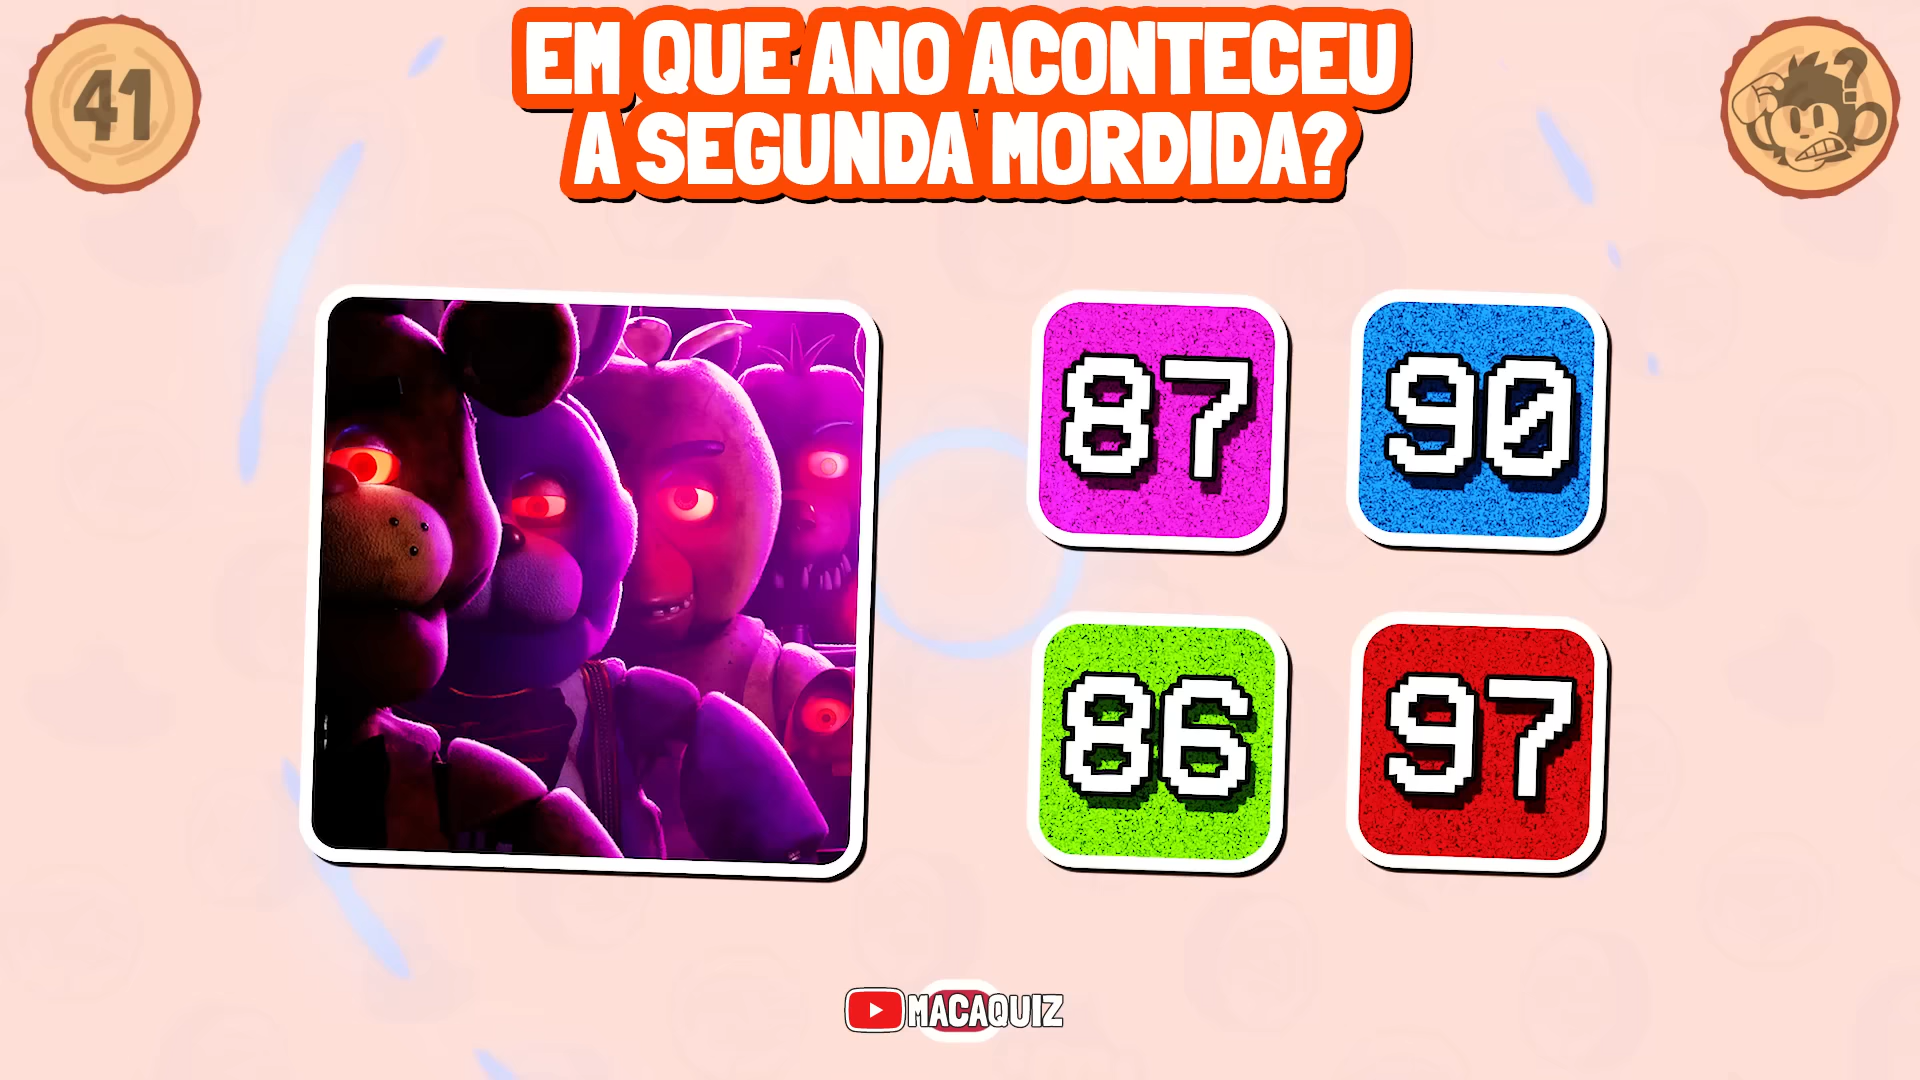 41
EM QUE ANO ACONTECEU
A SEGUNDA MORDIDA?
?
87
90
86
97
MACAQUIZ